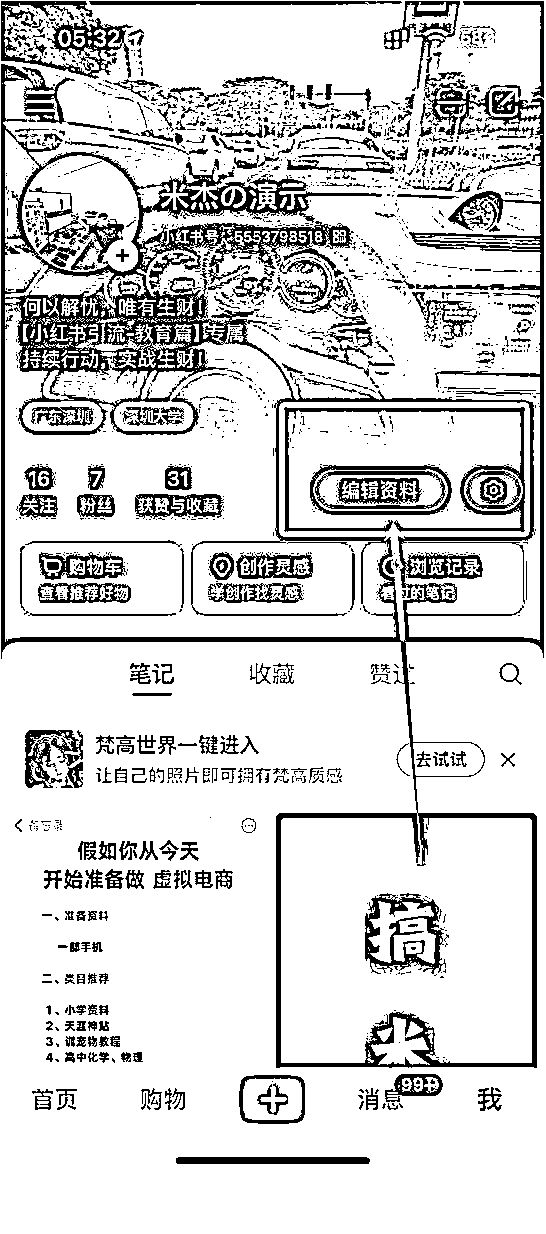 05:32
米杰の演示
小红书号：5653798518
何以解忧，唯有生财！
【小红书引流-教育篇】专属
持续行动，实战生财！
广东深圳 深圳大学
16 7 31
关注 粉丝 获赞与收藏
编辑资料
购物车 创作灵感 浏览记录
查看推荐好物 学创作找灵感 看过的笔记
笔记 收藏 赞过
梵高世界一键进入
让自己的照片即可拥有梵高质感
去试试
备忘录
假如你从今天
开始准备做 虚拟电商
一、准备资料
一部手机
二、类目推荐
1、小学资料
2、天涯神贴
3、训宠物教程
4、高中化学、物理
搞
米
首页 购物 消息 99+ 我